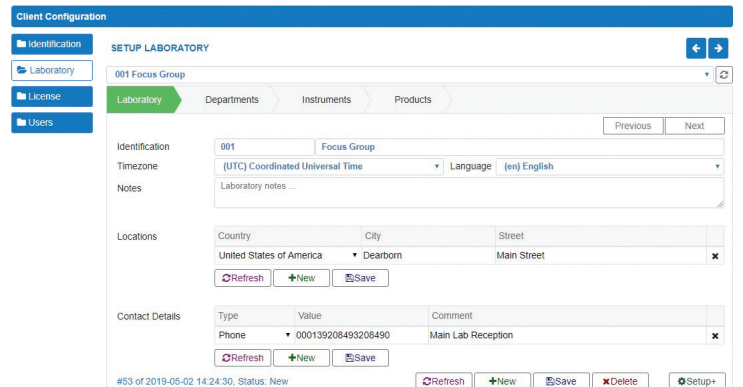 Client Configuration
Identification
Laboratory
License
Users
SETUP LABORATORY
001 Focus Group
Laboratory Departments Instruments Products
Previous Next
Identification 001 Focus Group
Timezone (UTC) Coordinated Universal Time Language (en) English
Notes Laboratory notes ...
Locations Country City Street
United States of America Dearborn Main Street
Refresh New Save
Contact Details Type Value Comment
Phone 000139208493208490 Main Lab Reception
Refresh New Save
#53 of 2019-05-02 14:24:30, Status: New Refresh New Save Delete Setup+